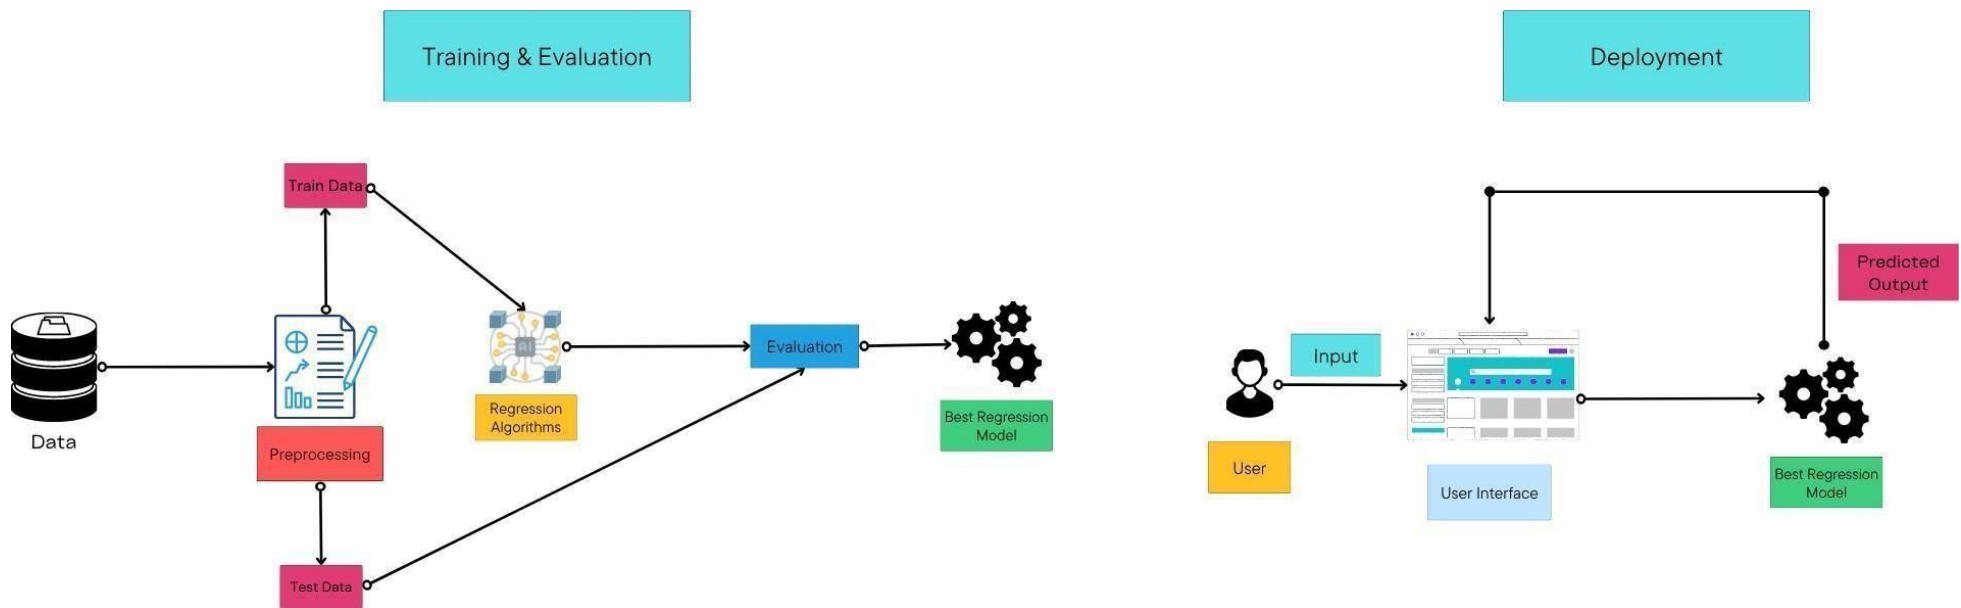 Training & Evaluation
Deployment
Train Data
Predicted
Output
Evaluation
Input
AI
Data
Regression
Algorithms
Best Regression
Model
Preprocessing
User
User Interface
Best Regression
Model
Test Data